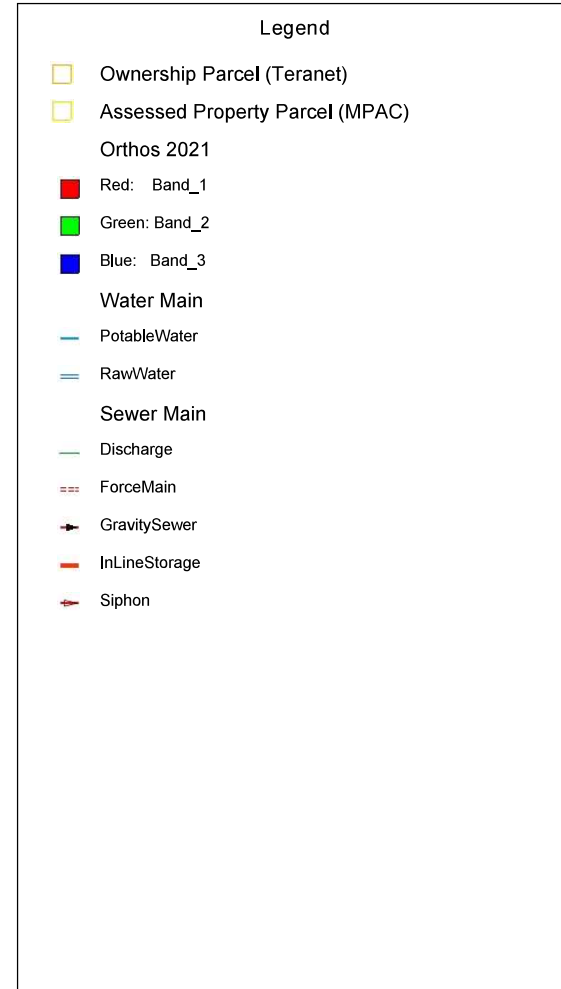 Legend
Ownership Parcel (Teranet)
Assessed Property Parcel (MPAC)
Orthos 2021
Red: Band_1
Green: Band_2
Blue: Band_3
Water Main
PotableWater
RawWater
Sewer Main
Discharge
ForceMain
GravitySewer
InLineStorage
Siphon